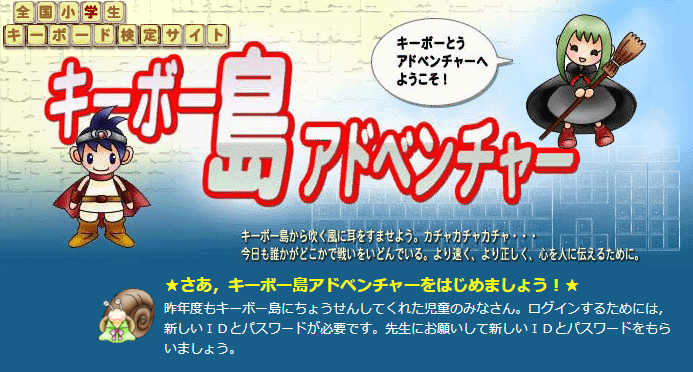 全国小学生
キーボード検定サイト
キーボーとう
アドベンチャーへ
ようこそ！
キーボー島アドベンチャー
キーボー島から吹く風に耳をすませよう。カチャカチャカチャ・・・
今日も誰かがどこかで戦いをいどんでいる。より速く、より正しく、心を人に伝えるために。
★さあ，キーボー島アドベンチャーをはじめましょう！★
昨年度もキーボー島にちょうせんしてくれた児童のみなさん。ログインするためには，
新しいＩＤとパスワードが必要です。先生にお願いして新しいＩＤとパスワードをもら
いましょう。